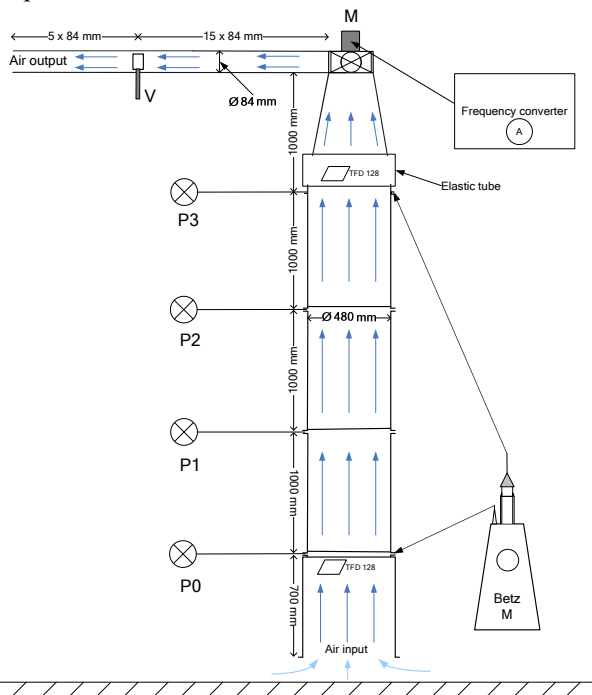 M
5 x 84 mm
15 x 84 mm
Air output
V
Ø 84 mm
Frequency converter
A
1000 mm
TFD 128
Elastic tube
P3
1000 mm
Ø 480 mm
P2
1000 mm
P1
1000 mm
P0
TFD 128
700 mm
Betz
M
Air input